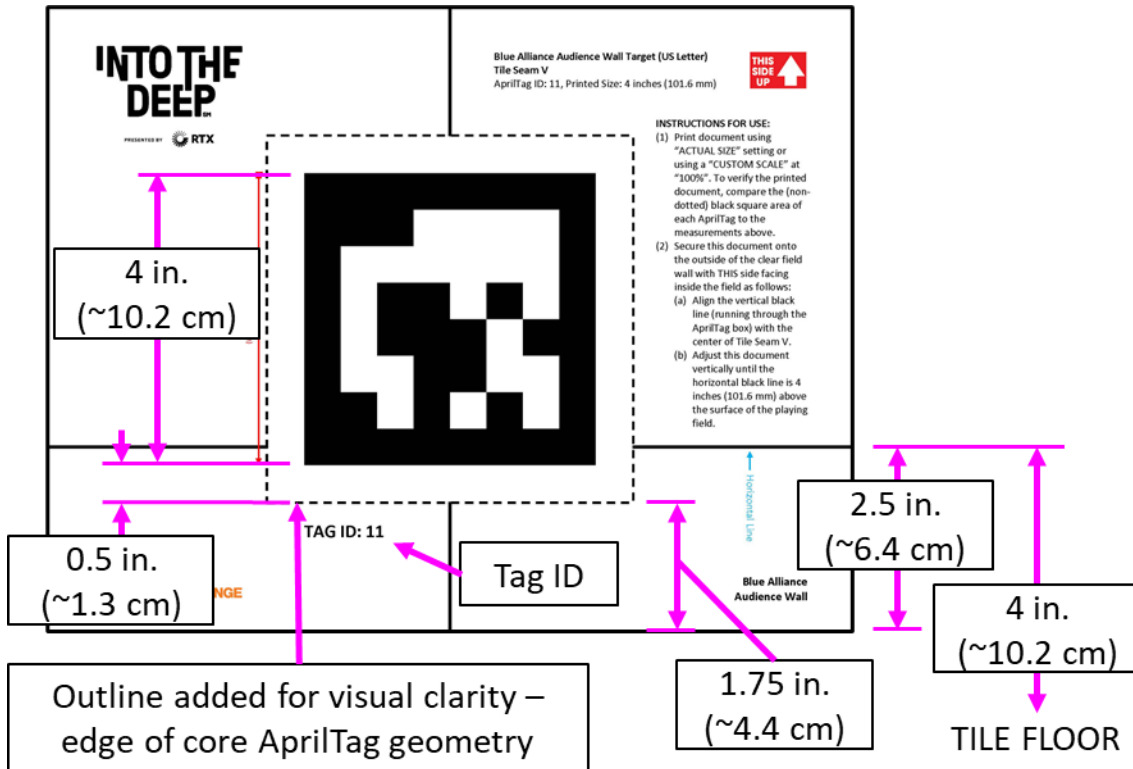 INTO THE
DEEP
SM
PRESENTED BY RTX
Blue Alliance Audience Wall Target (US Letter)
Tile Seam V
AprilTag ID: 11, Printed Size: 4 inches (101.6 mm)
THIS
SIDE
UP
INSTRUCTIONS FOR USE:
(1) Print document using
“ACTUAL SIZE” setting or
using a “CUSTOM SCALE” at
“100%”. To verify the printed
document, compare the (non-
dotted) black square area of
each AprilTag to the
measurements above.
(2) Secure this document onto
the outside of the clear field
wall with THIS side facing
inside the field as follows:
(a) Align the vertical black
line (running through the
AprilTag box) with the
center of Tile Seam V.
(b) Adjust this document
vertically until the
horizontal black line is 4
inches (101.6 mm) above
the surface of the playing
field.
4 in.
(~10.2 cm)
0.5 in.
(~1.3 cm)
NGE
TAG ID: 11
Tag ID
Horizontal Line
Blue Alliance
Audience Wall
2.5 in.
(~6.4 cm)
4 in.
(~10.2 cm)
1.75 in.
(~4.4 cm)
TILE FLOOR
Outline added for visual clarity –
edge of core AprilTag geometry